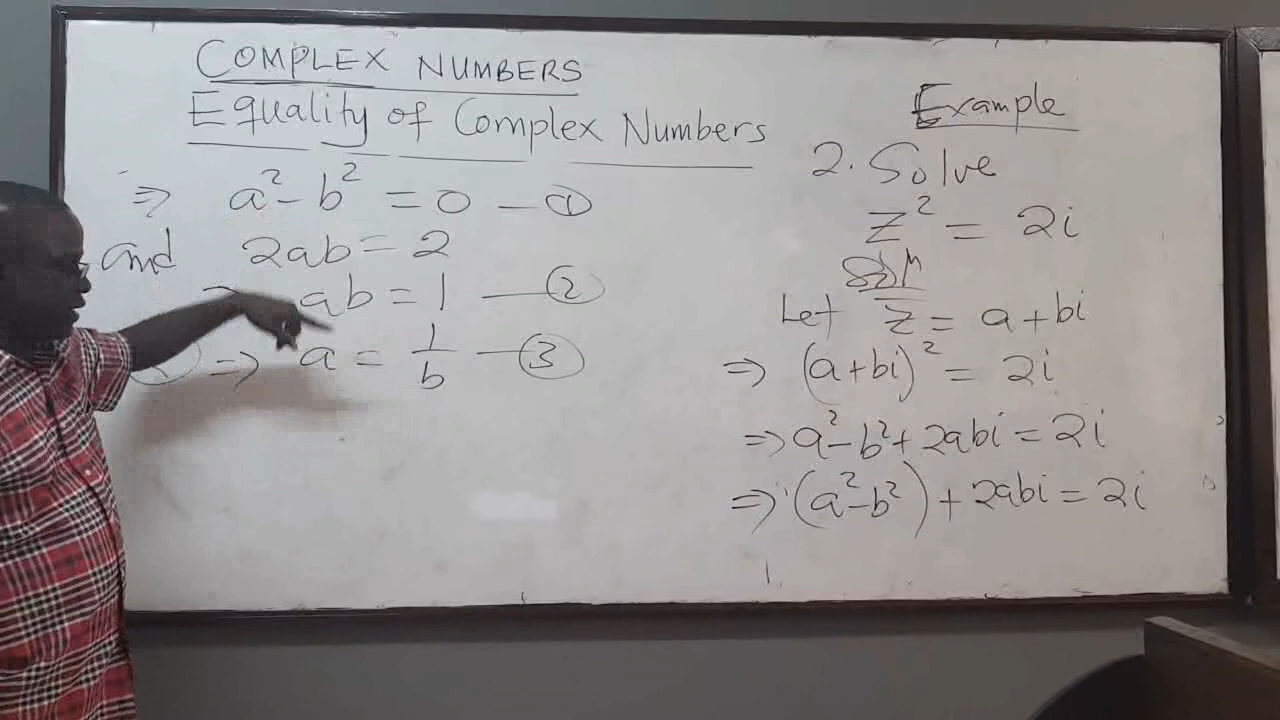 COMPLEX NUMBERS
Equality of Complex Numbers
⇒ a² - b² = 0 — ①
and 2ab = 2
⇒ ab = 1 — ②
⇒ a = 1/b — ③
Example
2. Solve
z² = 2i
Solⁿ
Let z = a + bi
⇒ (a + bi)² = 2i
⇒ a² - b² + 2abi = 2i
⇒ (a² - b²) + 2abi = 2i